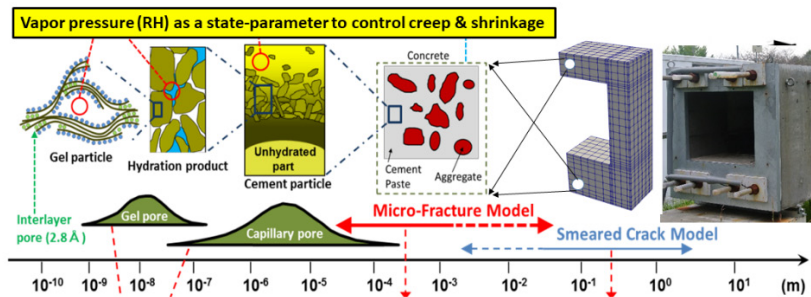 Vapor pressure (RH) as a state-parameter to control creep & shrinkage
Concrete
Gel particle
Hydration product
Unhydrated
part
Cement particle
Cement
Paste
Aggregate
Interlayer
pore (2.8Å)
Gel pore
Capillary pore
Micro-Fracture Model
Smeared Crack Model
10-10 10-9 10-8 10-7 10-6 10-5 10-4 10-3 10-2 10-1 100 101 (m)